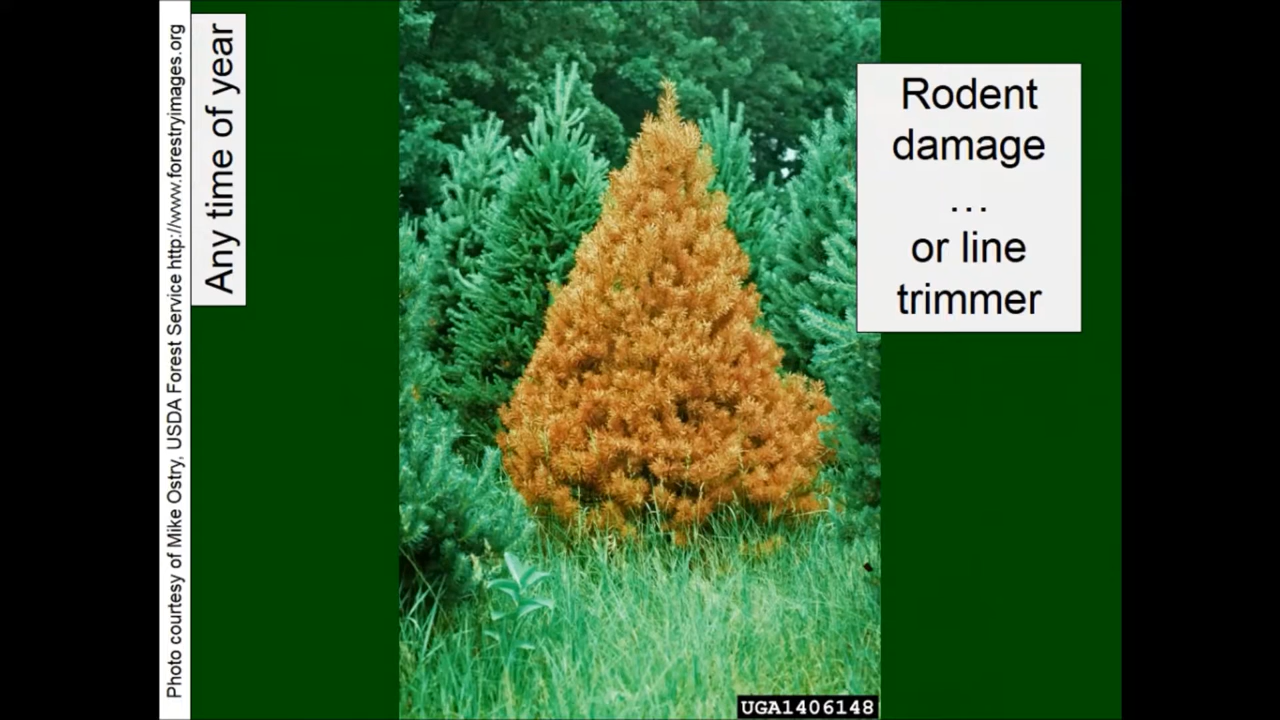 Photo courtesy of Mike Ostry, USDA Forest Service http://www.forestryimages.org
Any time of year
Rodent
damage
...
or line
trimmer
UGA1406148